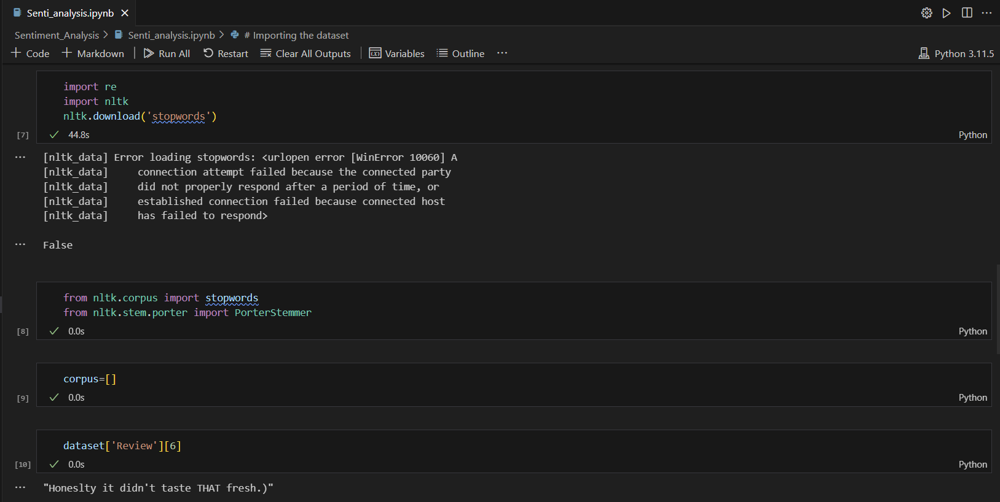 Senti_analysis.ipynb
Sentiment_Analysis > Senti_analysis.ipynb > # Importing the dataset
+ Code + Markdown | Run All Restart Clear All Outputs | Variables Outline ... Python 3.11.5
import re
import nltk
nltk.download('stopwords')
[7] 44.8s Python
[nltk_data] Error loading stopwords: <urlopen error [WinError 10060] A
[nltk_data]     connection attempt failed because the connected party
[nltk_data]     did not properly respond after a period of time, or
[nltk_data]     established connection failed because connected host
[nltk_data]     has failed to respond>
False
from nltk.corpus import stopwords
from nltk.stem.porter import PorterStemmer
[8] 0.0s Python
corpus=[]
[9] 0.0s Python
dataset['Review'][6]
[10] 0.0s Python
"Honeslty it didn't taste THAT fresh.)"